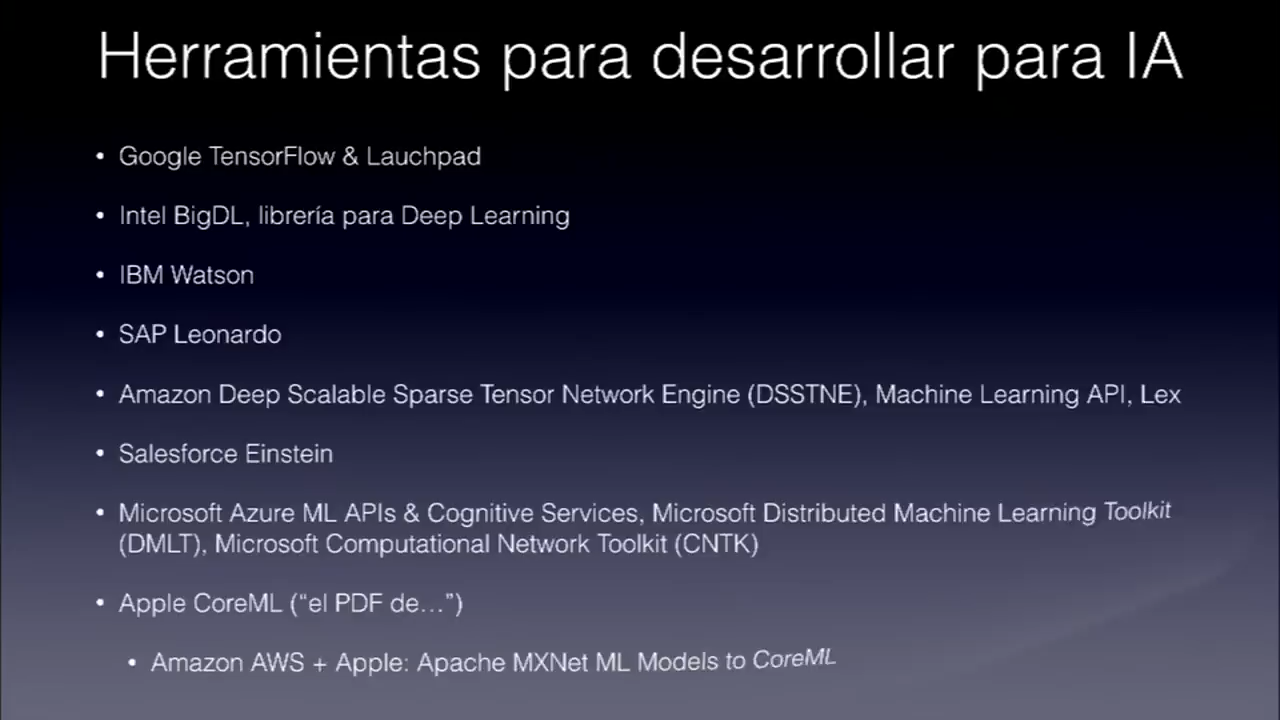 Herramientas para desarrollar para IA
• Google TensorFlow & Lauchpad
• Intel BigDL, librería para Deep Learning
• IBM Watson
• SAP Leonardo
• Amazon Deep Scalable Sparse Tensor Network Engine (DSSTNE), Machine Learning API, Lex
• Salesforce Einstein
• Microsoft Azure ML APIs & Cognitive Services, Microsoft Distributed Machine Learning Toolkit
(DMLT), Microsoft Computational Network Toolkit (CNTK)
• Apple CoreML (“el PDF de…”)
• Amazon AWS + Apple: Apache MXNet ML Models to CoreML